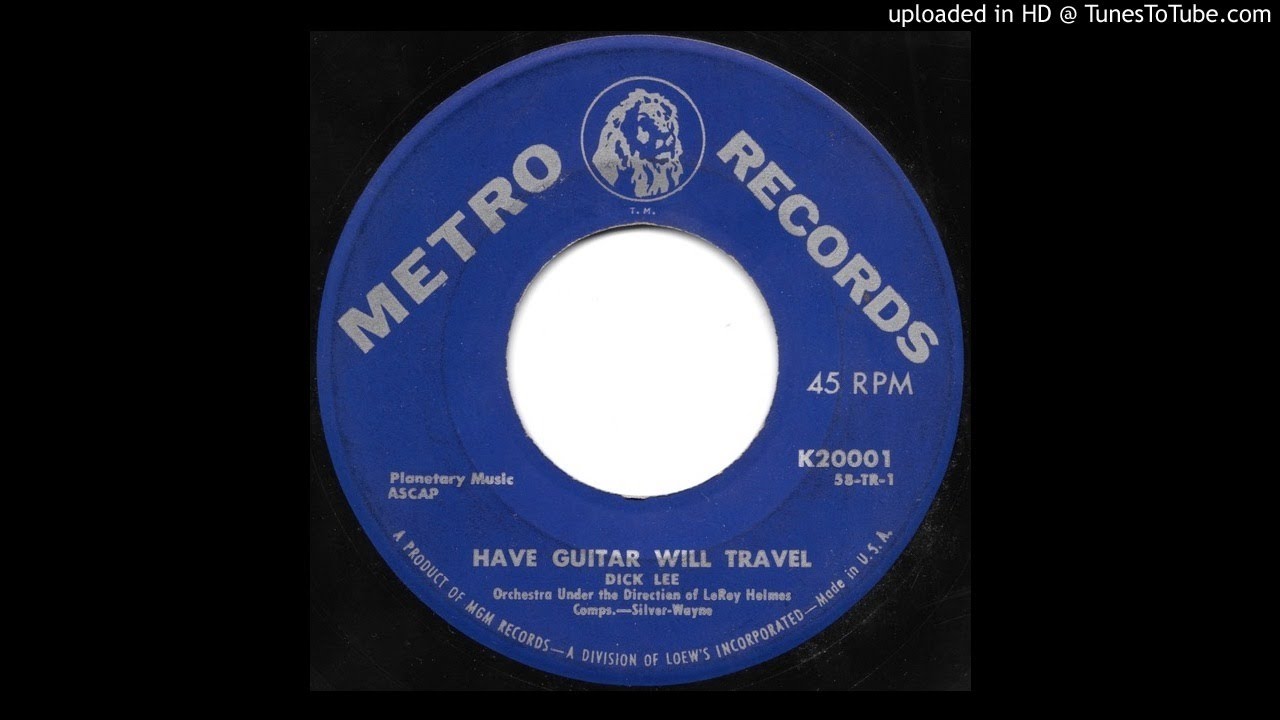 uploaded in HD @ TunesToTube.com
METRO RECORDS
T.M.
45 RPM
K20001
58-TR-1
Planetary Music
ASCAP
HAVE GUITAR WILL TRAVEL
DICK LEE
Orchestra Under the Direction of LeRoy Holmes
Comps.—Silver-Wayne
A PRODUCT OF MGM RECORDS—A DIVISION OF LOEW'S INCORPORATED—Made in U.S.A.